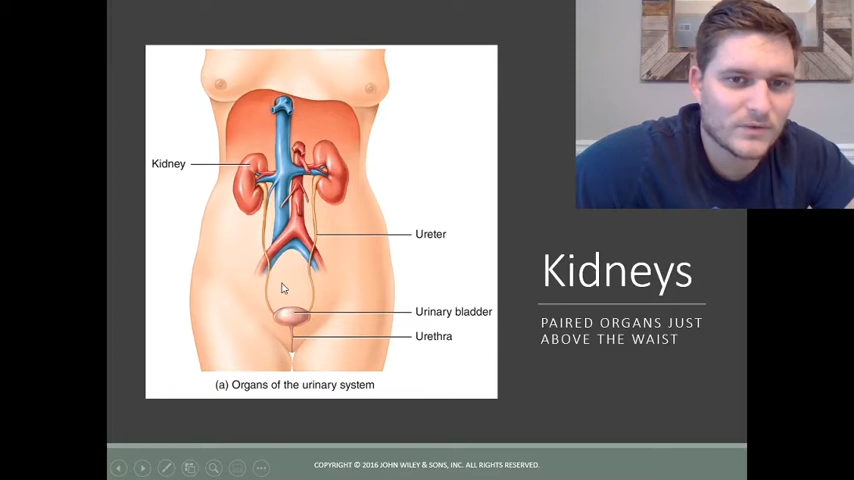 Kidney
Ureter
Urinary bladder
Urethra
(a) Organs of the urinary system
Kidneys
PAIRED ORGANS JUST
ABOVE THE WAIST
COPYRIGHT © 2016 JOHN WILEY & SONS, INC. ALL RIGHTS RESERVED.